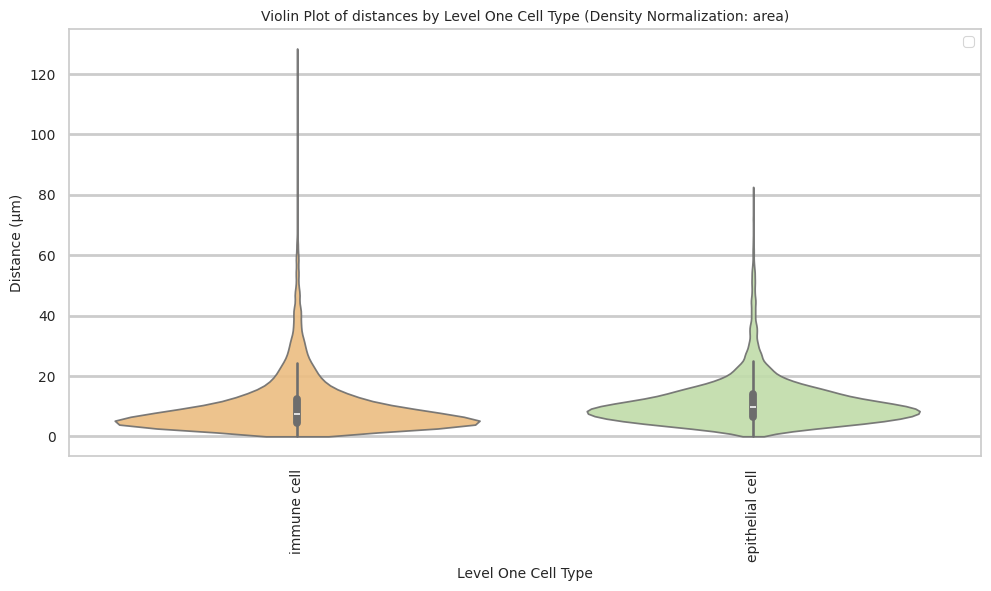 Violin Plot of distances by Level One Cell Type (Density Normalization: area)
120
100
80
60
40
20
0
Distance (μm)
immune cell
epithelial cell
Level One Cell Type